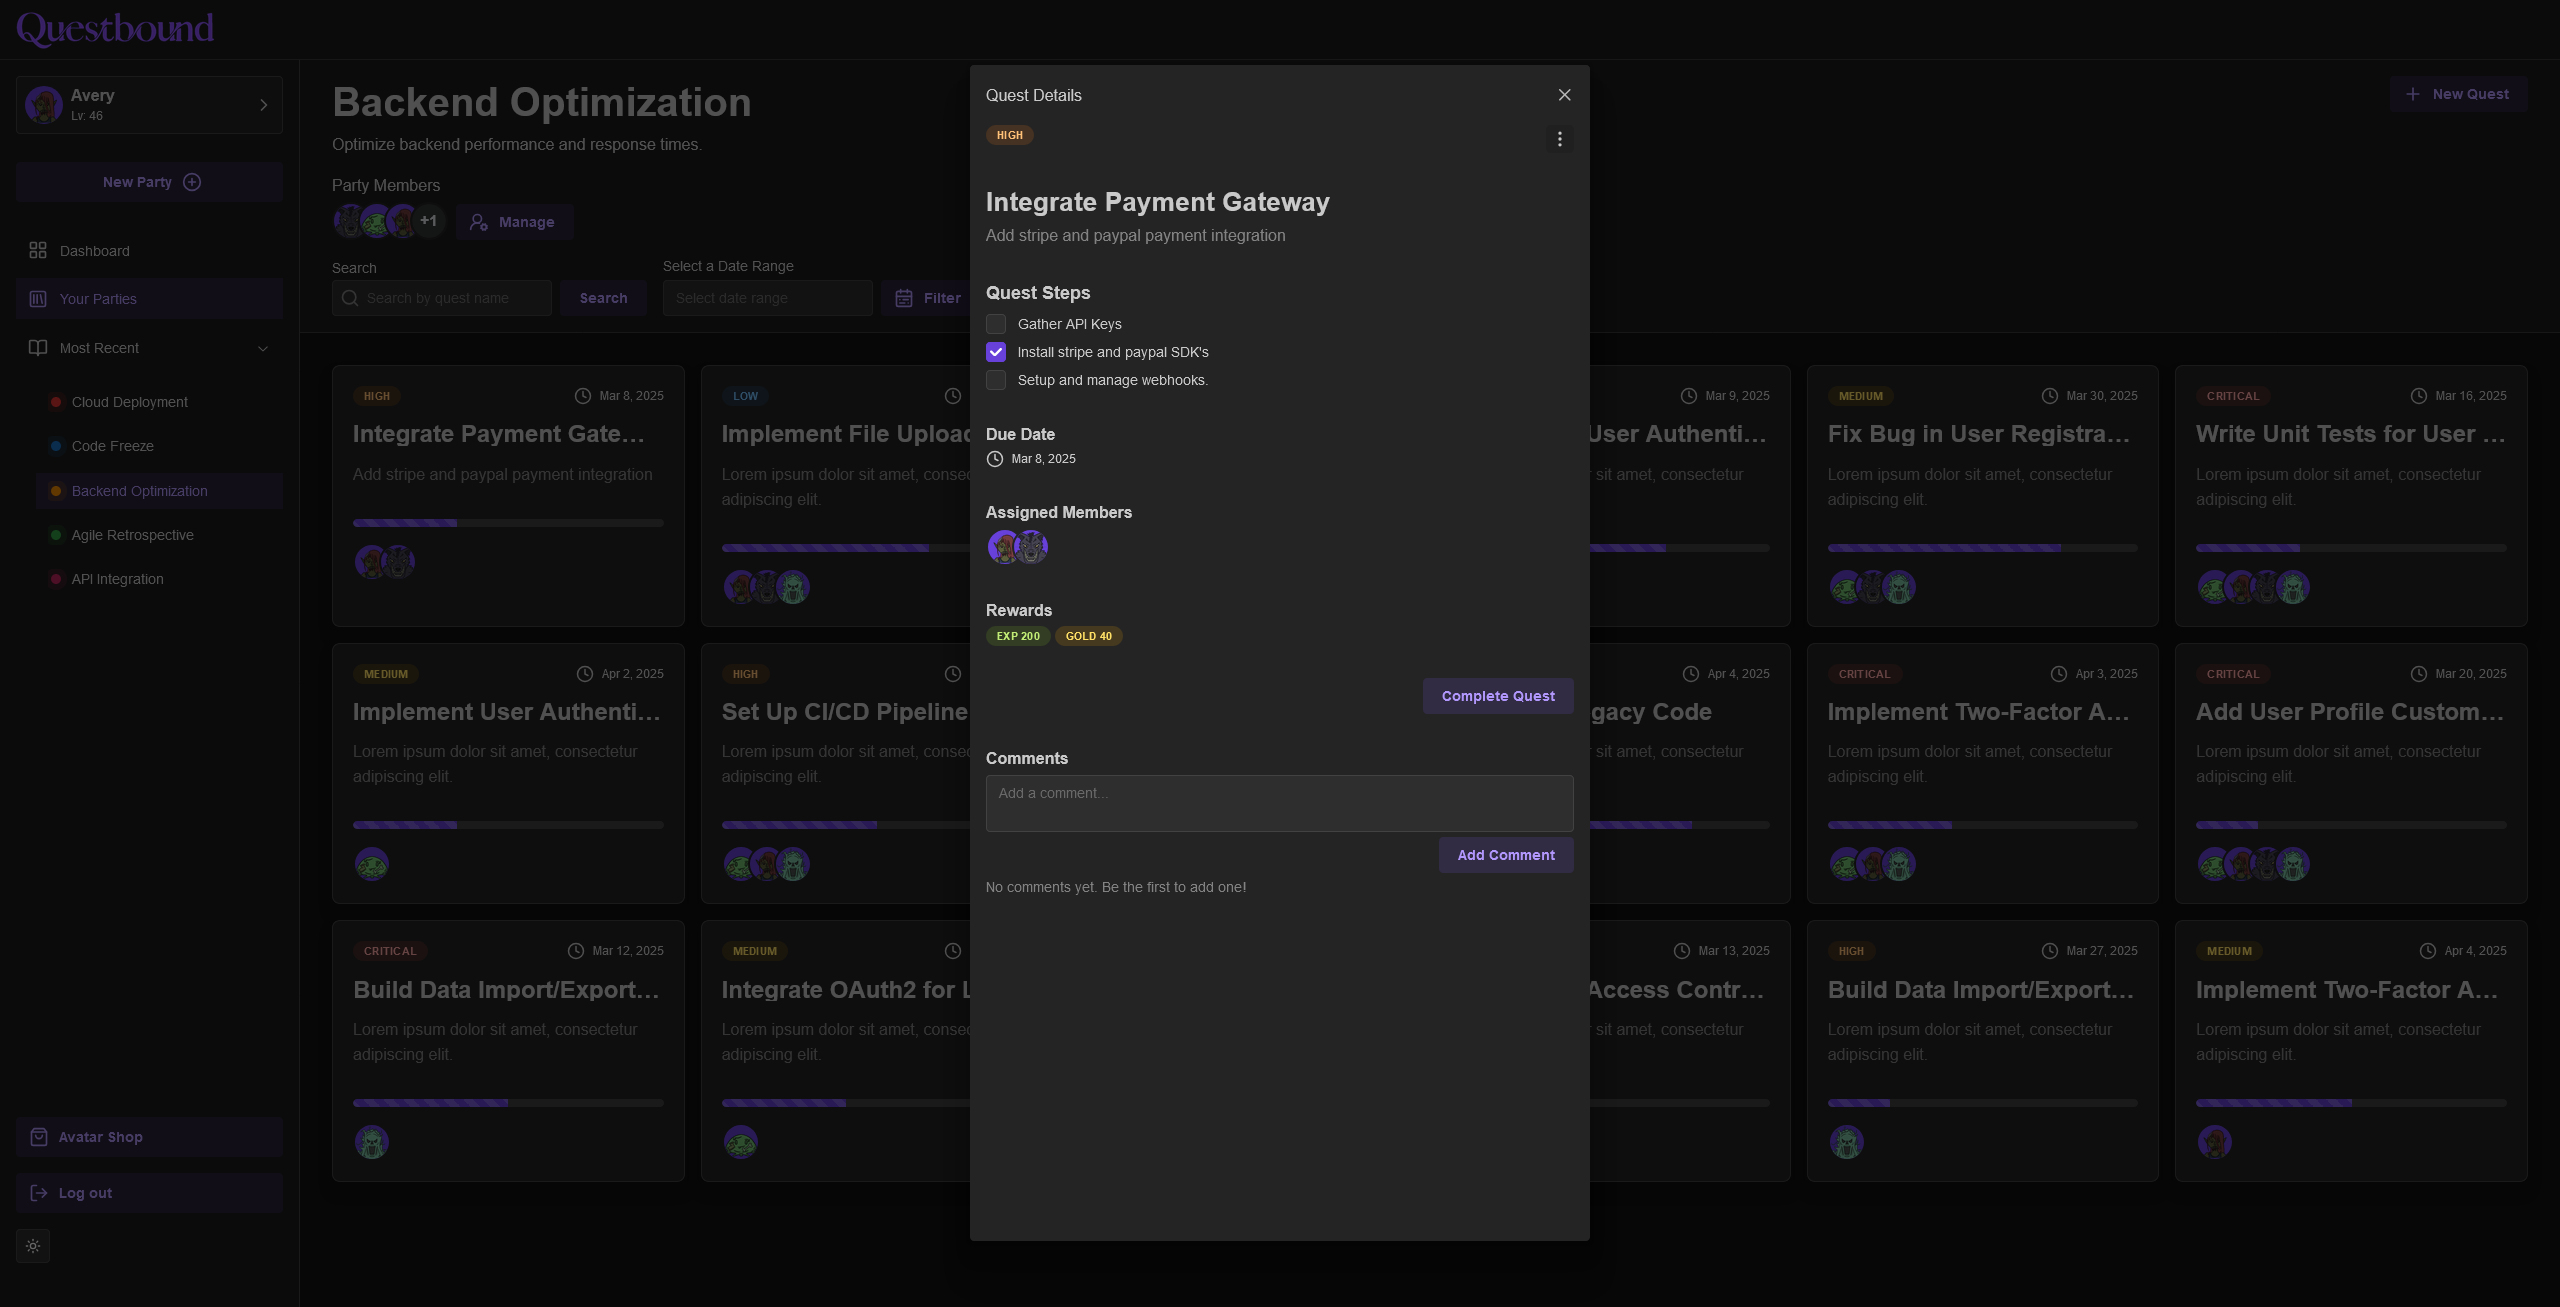 Questbound
Avery
Lv: 46
New Party
Dashboard
Your Parties
Most Recent
Cloud Deployment
Code Freeze
Backend Optimization
Agile Retrospective
API Integration
Avatar Shop
Log out
Backend Optimization
Optimize backend performance and response times.
Party Members
+1
Manage
Search
Search by quest name
Search
Select a Date Range
Select date range
Filter
New Quest
HIGH
Mar 8, 2025
Integrate Payment Gate...
Add stripe and paypal payment integration
LOW
Implement File Upload
Lorem ipsum dolor sit amet,
adipiscing elit.
Mar 9, 2025
User Authenti...
sit amet, consectetur
MEDIUM
Mar 30, 2025
Fix Bug in User Registra...
Lorem ipsum dolor sit amet, consectetur
adipiscing elit.
CRITICAL
Mar 16, 2025
Write Unit Tests for User ...
Lorem ipsum dolor sit amet, consectetur
adipiscing elit.
MEDIUM
Apr 2, 2025
Implement User Authenti...
Lorem ipsum dolor sit amet, consectetur
adipiscing elit.
HIGH
Set Up CI/CD Pipeline
Lorem ipsum dolor sit amet,
adipiscing elit.
Apr 4, 2025
gacy Code
sit amet, consectetur
CRITICAL
Apr 3, 2025
Implement Two-Factor A...
Lorem ipsum dolor sit amet, consectetur
adipiscing elit.
CRITICAL
Mar 20, 2025
Add User Profile Custom...
Lorem ipsum dolor sit amet, consectetur
adipiscing elit.
CRITICAL
Mar 12, 2025
Build Data Import/Export...
Lorem ipsum dolor sit amet, consectetur
adipiscing elit.
MEDIUM
Integrate OAuth2 for
Lorem ipsum dolor sit amet,
adipiscing elit.
Mar 13, 2025
Access Contr...
sit amet, consectetur
HIGH
Mar 27, 2025
Build Data Import/Export...
Lorem ipsum dolor sit amet, consectetur
adipiscing elit.
MEDIUM
Apr 4, 2025
Implement Two-Factor A...
Lorem ipsum dolor sit amet, consectetur
adipiscing elit.
Quest Details
HIGH
Integrate Payment Gateway
Add stripe and paypal payment integration
Quest Steps
Gather API Keys
Install stripe and paypal SDK's
Setup and manage webhooks.
Due Date
Mar 8, 2025
Assigned Members
Rewards
EXP 200
GOLD 40
Complete Quest
Comments
Add a comment...
Add Comment
No comments yet. Be the first to add one!